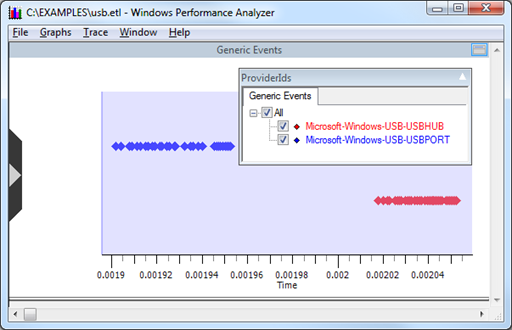 C:\EXAMPLES\usb.etl - Windows Performance Analyzer
File Graphs Trace Window Help
Generic Events
ProviderIds
Generic Events
All
Microsoft-Windows-USB-USBHUB
Microsoft-Windows-USB-USBPORT
0.0019 0.00192 0.00194 0.00196 0.00198 0.002 0.00202 0.00204
Time